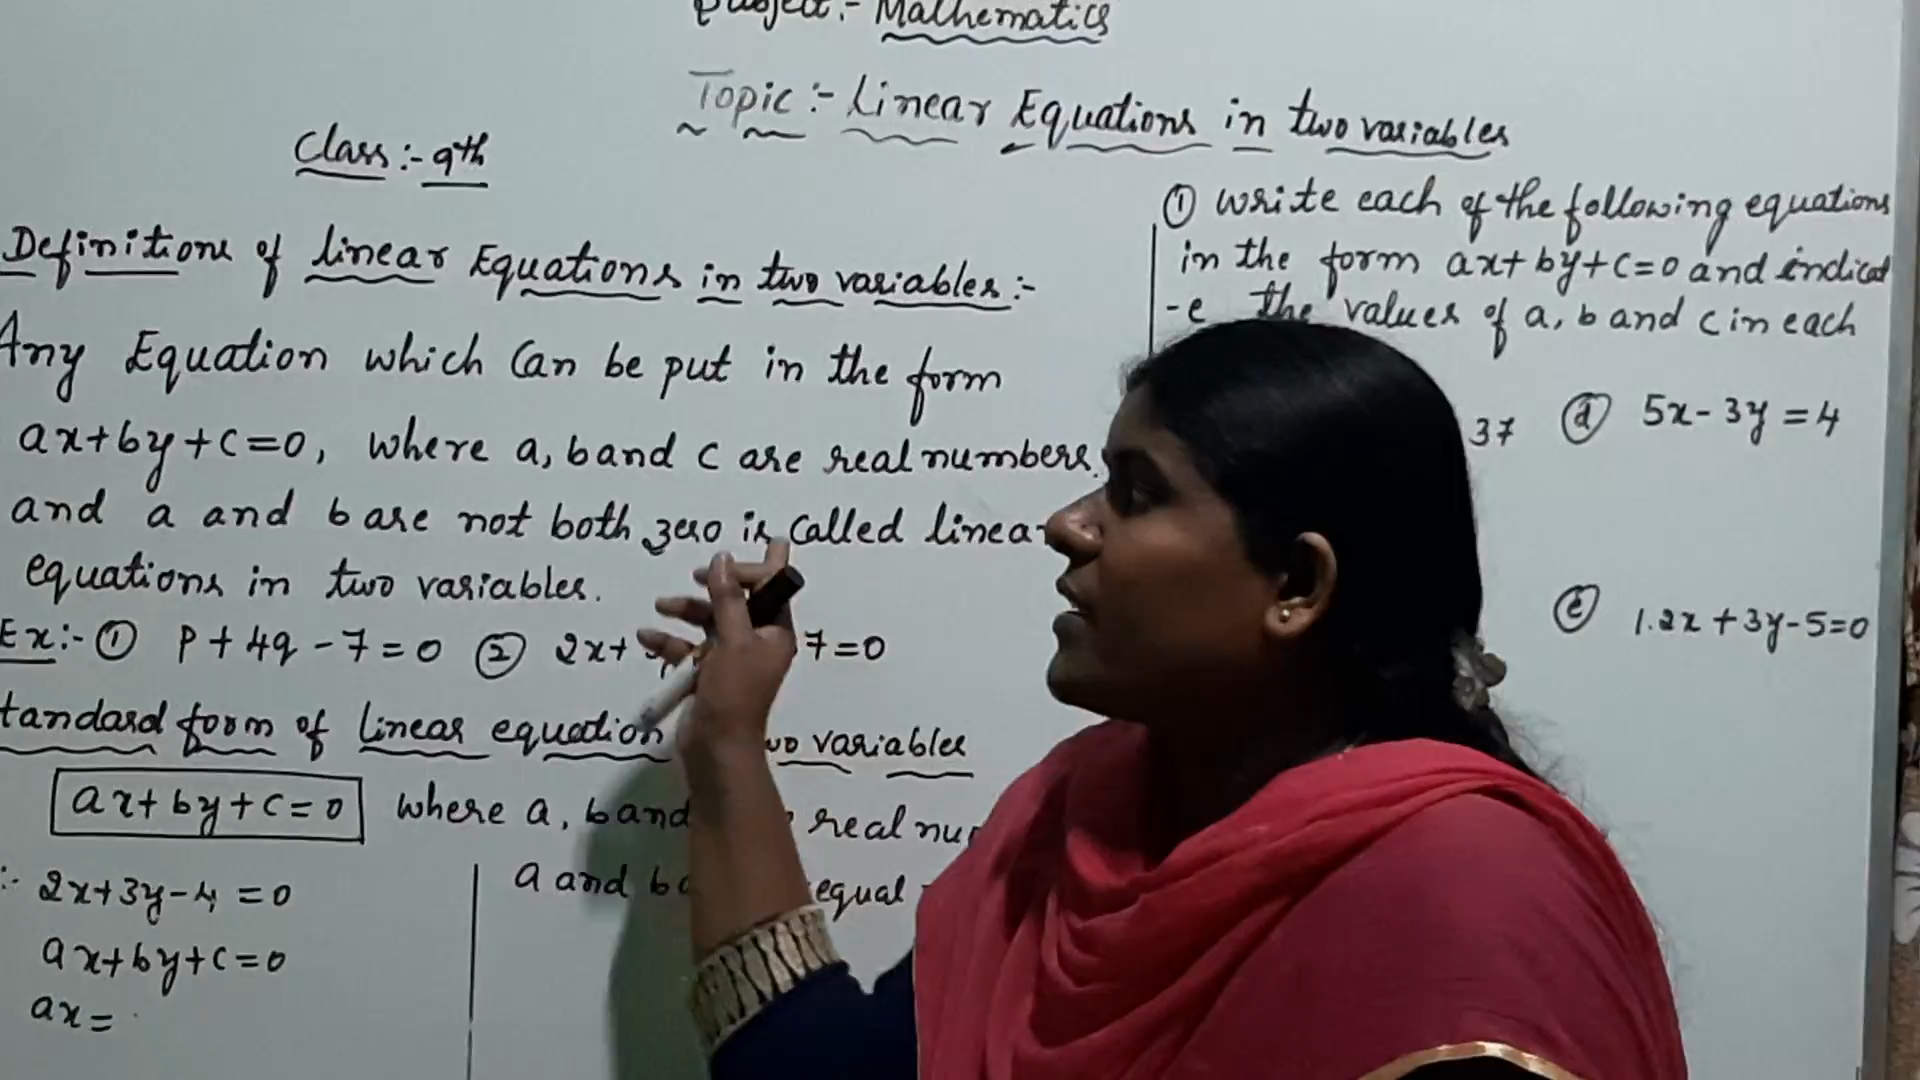 Subject:- Mathematics
Topic:- Linear Equations in two variables
Class:- 9th
Definitions of linear Equations in two variables:-
Any Equation which Can be put in the form
ax+by+c=0, where a, b and c are real numbers.
and a and b are not both zero is Called linear
equations in two variables.
Ex:- ① p+4q-7=0 ② 2x+ 7=0
tandard form of linear equation two variables
ax+by+c=0 where a, b and real nu
:- 2x+3y-4=0
a and b equal
ax+by+c=0
ax=
① write each of the following equations
in the form ax+by+c=0 and indicat
-e the values of a, b and c in each
37 ⓓ 5x-3y=4
ⓔ 1.2x+3y-5=0